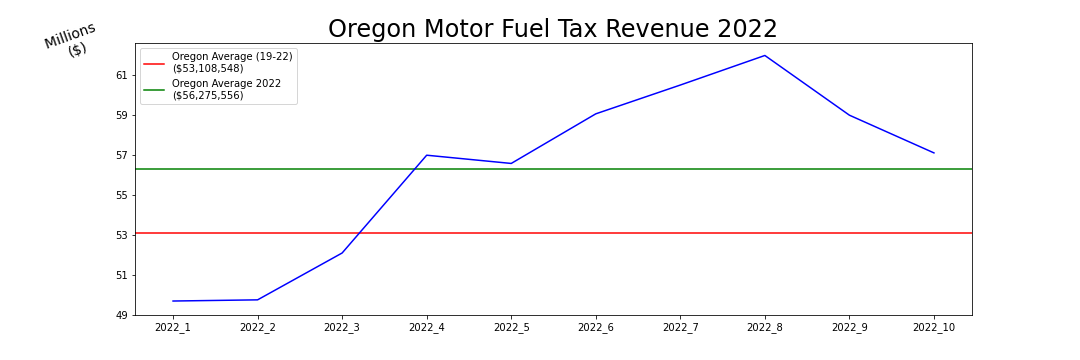 Oregon Motor Fuel Tax Revenue 2022
Millions
($)
Oregon Average (19-22)
($53,108,548)
Oregon Average 2022
($56,275,556)
61
59
57
55
53
51
49
2022_1 2022_2 2022_3 2022_4 2022_5 2022_6 2022_7 2022_8 2022_9 2022_10